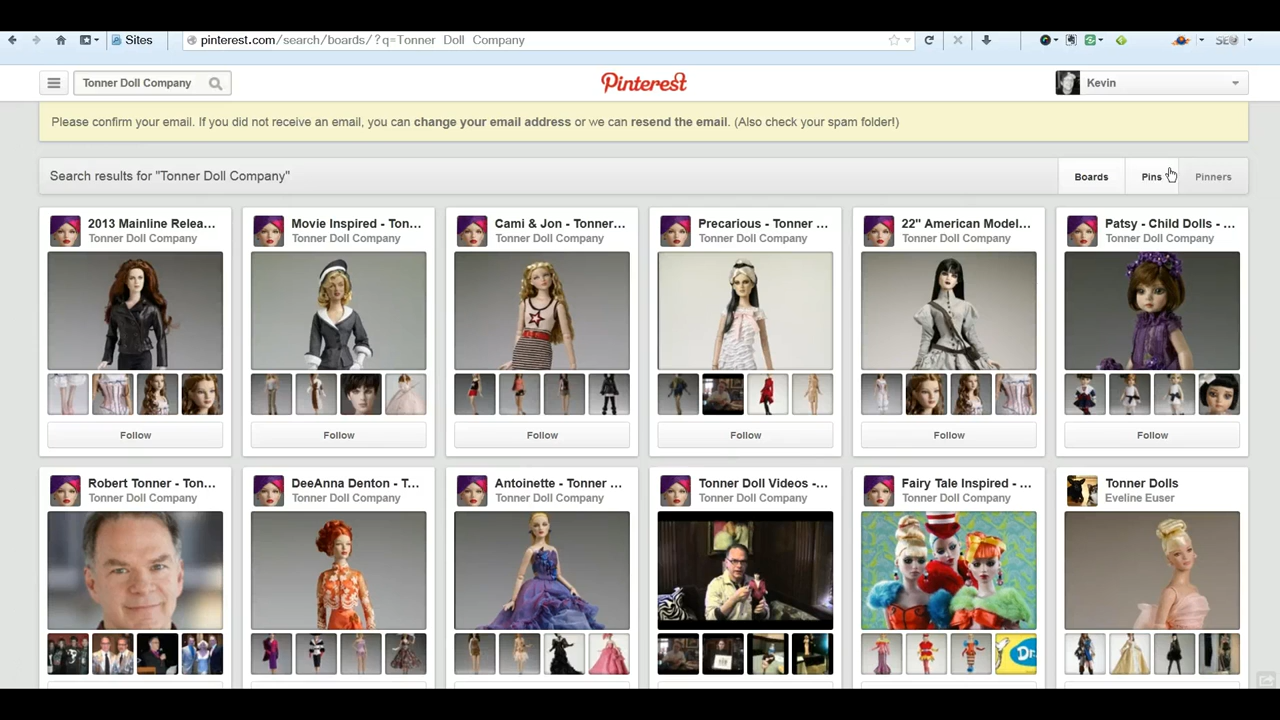 Sites
pinterest.com/search/boards/?q=Tonner Doll Company
SEO
Tonner Doll Company
Pinterest
Kevin
Please confirm your email. If you did not receive an email, you can change your email address or we can resend the email. (Also check your spam folder!)
Search results for "Tonner Doll Company"
Boards
Pins
Pinners
2013 Mainline Relea...
Tonner Doll Company
Movie Inspired - Ton...
Tonner Doll Company
Cami & Jon - Tonner...
Tonner Doll Company
Precarious - Tonner ...
Tonner Doll Company
22" American Model...
Tonner Doll Company
Patsy - Child Dolls - ...
Tonner Doll Company
Follow
Follow
Follow
Follow
Follow
Follow
Robert Tonner - Ton...
Tonner Doll Company
DeeAnna Denton - T...
Tonner Doll Company
Antoinette - Tonner ...
Tonner Doll Company
Tonner Doll Videos -...
Tonner Doll Company
Fairy Tale Inspired - ...
Tonner Doll Company
Tonner Dolls
Eveline Euser
Dr.